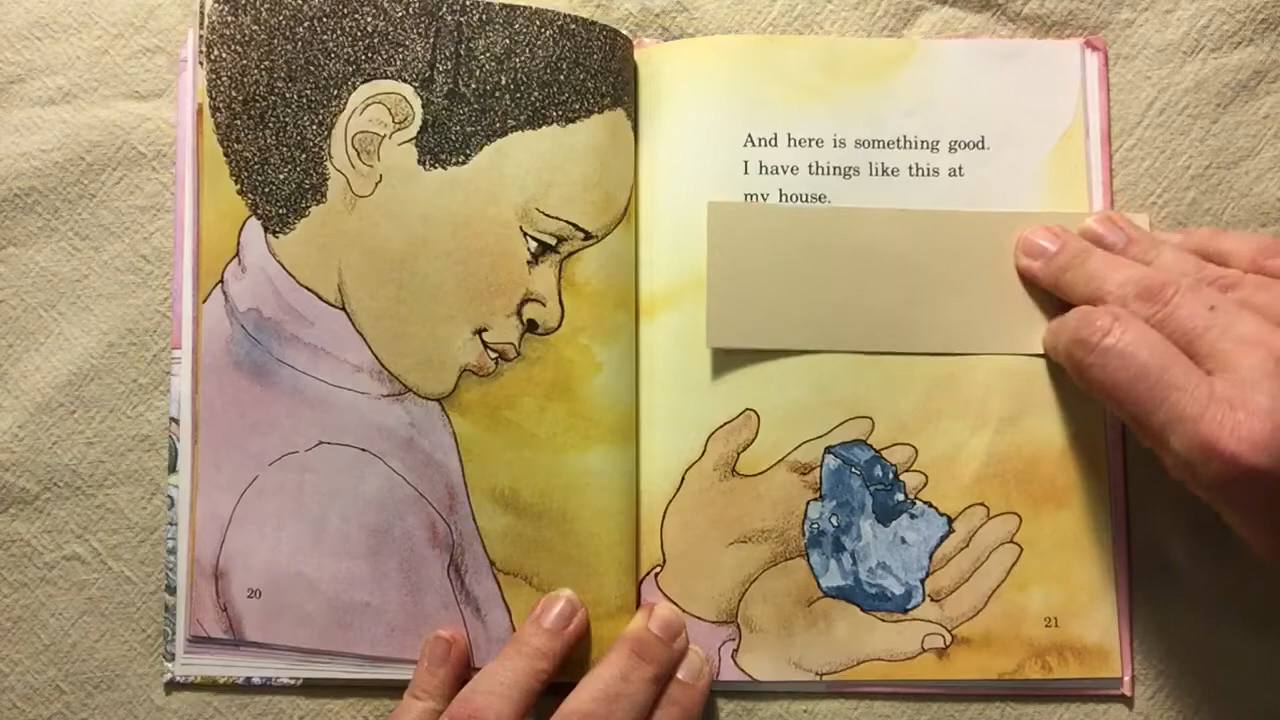 And here is something good.
I have things like this at
my house.
20
21